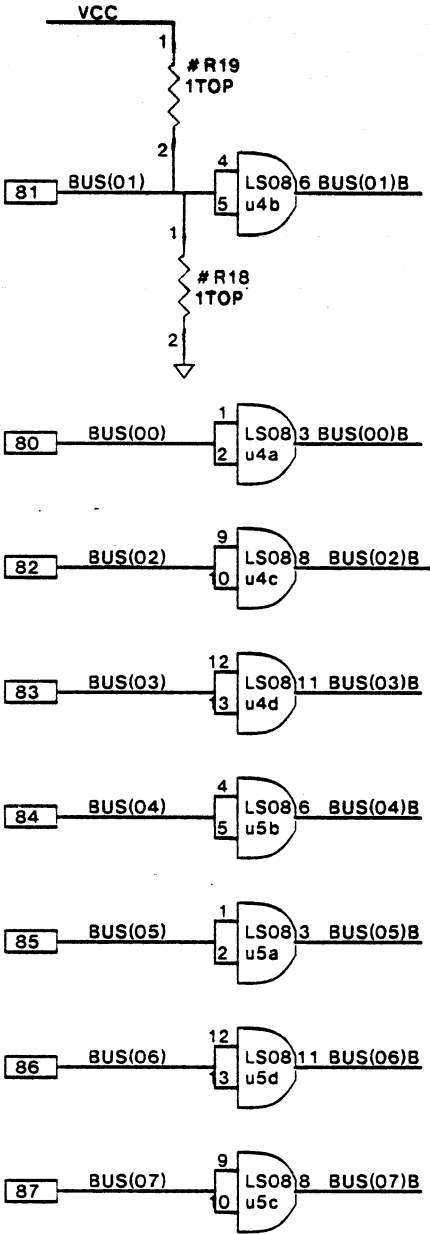 VCC
1
#R19
1TOP
2
81 BUS(01) 4 5 LS08 u4b 6 BUS(01)B
1
#R18
1TOP
2
80 BUS(00) 1 2 LS08 u4a 3 BUS(00)B
82 BUS(02) 9 10 LS08 u4c 8 BUS(02)B
83 BUS(03) 12 13 LS08 u4d 11 BUS(03)B
84 BUS(04) 4 5 LS08 u5b 6 BUS(04)B
85 BUS(05) 1 2 LS08 u5a 3 BUS(05)B
86 BUS(06) 12 13 LS08 u5d 11 BUS(06)B
87 BUS(07) 9 10 LS08 u5c 8 BUS(07)B